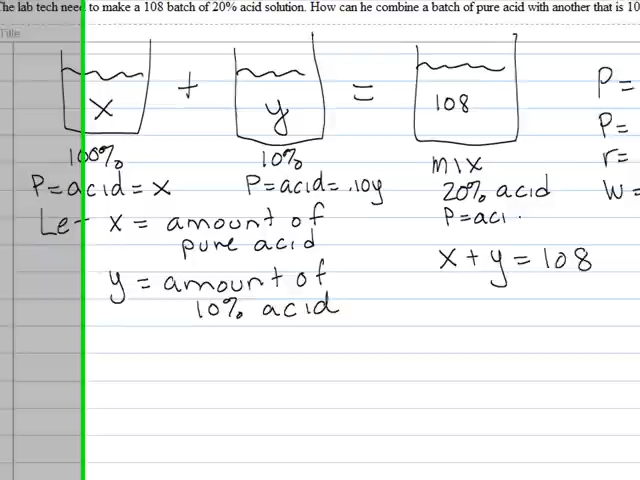 The lab tech need to make a 108 batch of 20% acid solution. How can he combine a batch of pure acid with another that is 10
Title
x + y = 108
100% 10% mix
20% acid
P=acid=x P=acid=.10y P=aci
Let x = amount of
pure acid
y = amount of
10% acid
x + y = 108
P=
P=
r=
W=